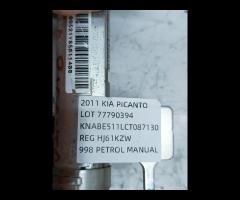 2011 KIA PICANTO
LOT 77790394
KNABE511LCT087130
REG HJ61KZW
998 PETROL MANUAL